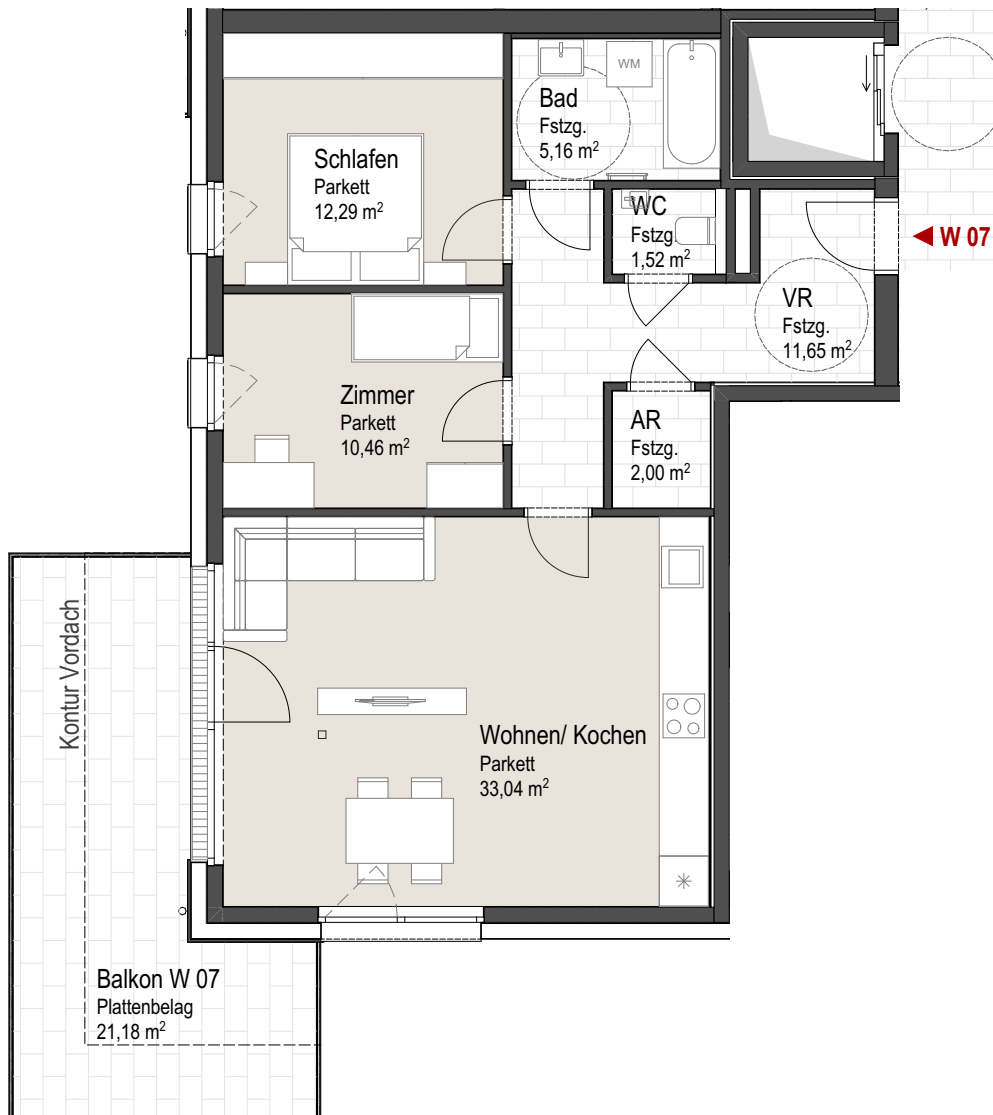 WM
Bad
Fstzg.
5,16 m²
Schlafen
Parkett
12,29 m²
WC
Fstzg.
1,52 m²
W 07
VR
Fstzg.
11,65 m²
Zimmer
Parkett
10,46 m²
AR
Fstzg.
2,00 m²
Kontur Vordach
Wohnen/ Kochen
Parkett
33,04 m²
Balkon W 07
Plattenbelag
21,18 m²